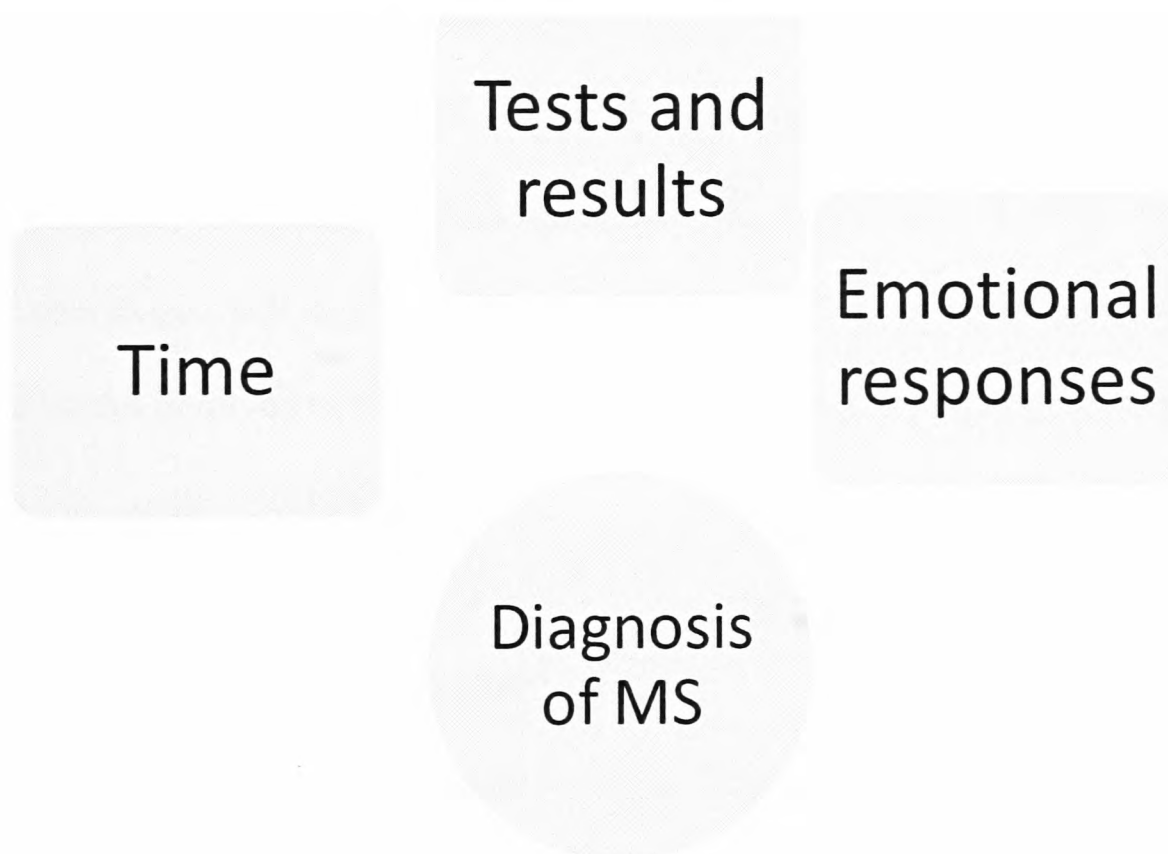 Tests and
results
Time
Emotional
responses
Diagnosis
of MS